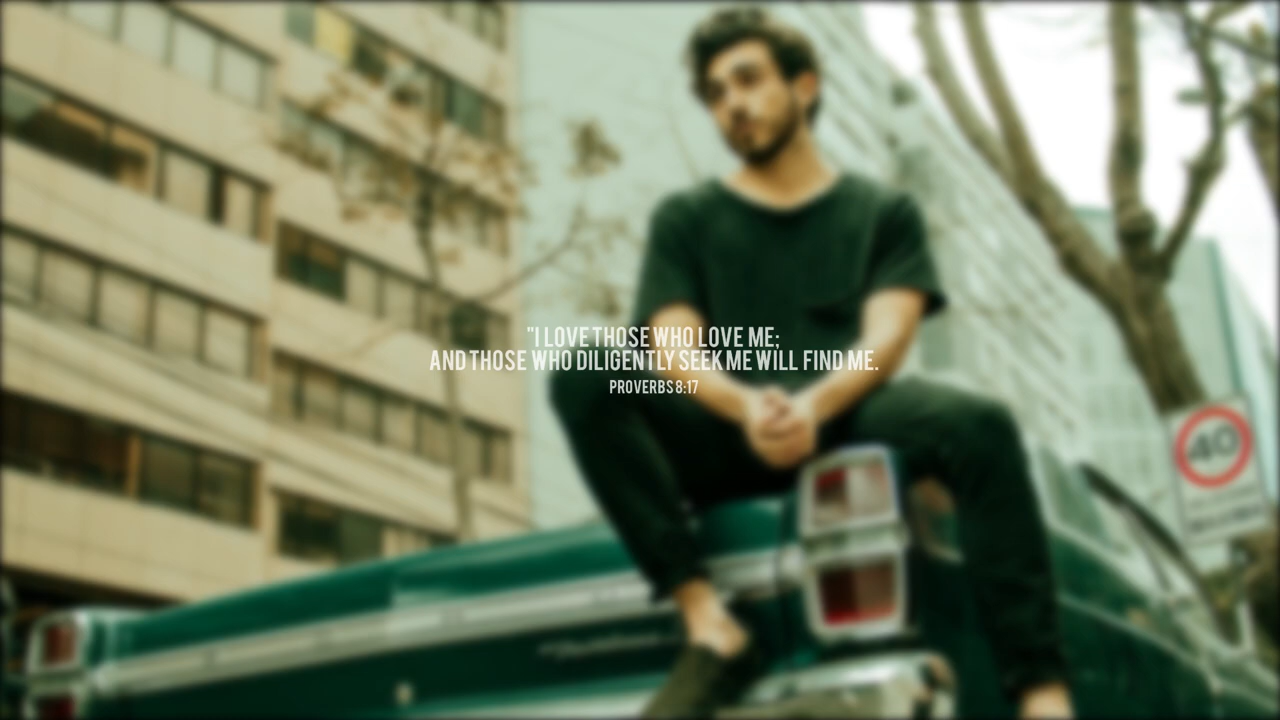 "I LOVE THOSE WHO LOVE ME;
AND THOSE WHO DILIGENTLY SEEK ME WILL FIND ME.
PROVERBS 8:17
40